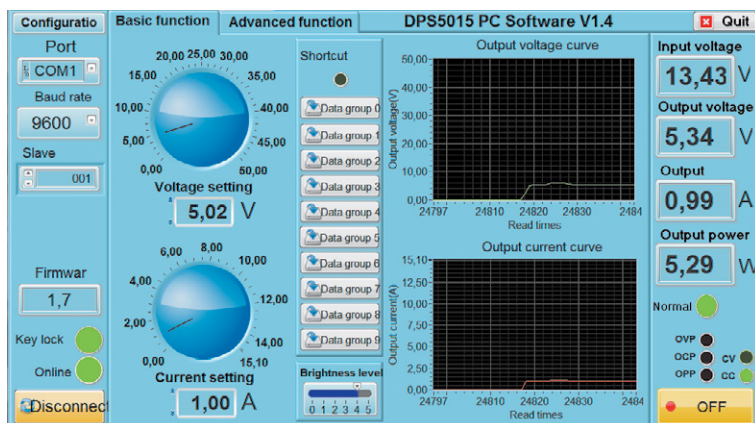 Configuratio
Basic function
Advanced function
DPS5015 PC Software V1.4
Quit
Port
COM1
Baud rate
9600
Slave
001
Firmwar
1,7
Key lock
Online
Disconnect
20,00 25,00 30,00
15,00 35,00
10,00 40,00
5,00 45,00
0,00 50,00
Voltage setting
5,02 V
6,00 8,00 10,00
4,00 12,00
2,00 14,00
0,00 15,10
Current setting
1,00 A
Shortcut
Data group 0
Data group 1
Data group 2
Data group 3
Data group 4
Data group 5
Data group 6
Data group 7
Data group 8
Data group 9
Brightness level
0 1 2 3 4 5
Output voltage curve
Output voltage(V)
50,00
40,00
30,00
20,00
10,00
0,00
24797 24810 24820 24830 2484
Read times
Output current curve
Output current(A)
15,10
12,50
10,00
7,50
5,00
2,50
0,00
24797 24810 24820 24830 2484
Read times
Input voltage
13,43 V
Output voltage
5,34 V
Output
0,99 A
Output power
5,29 W
Normal
OVP
OCP CV
OPP CC
OFF